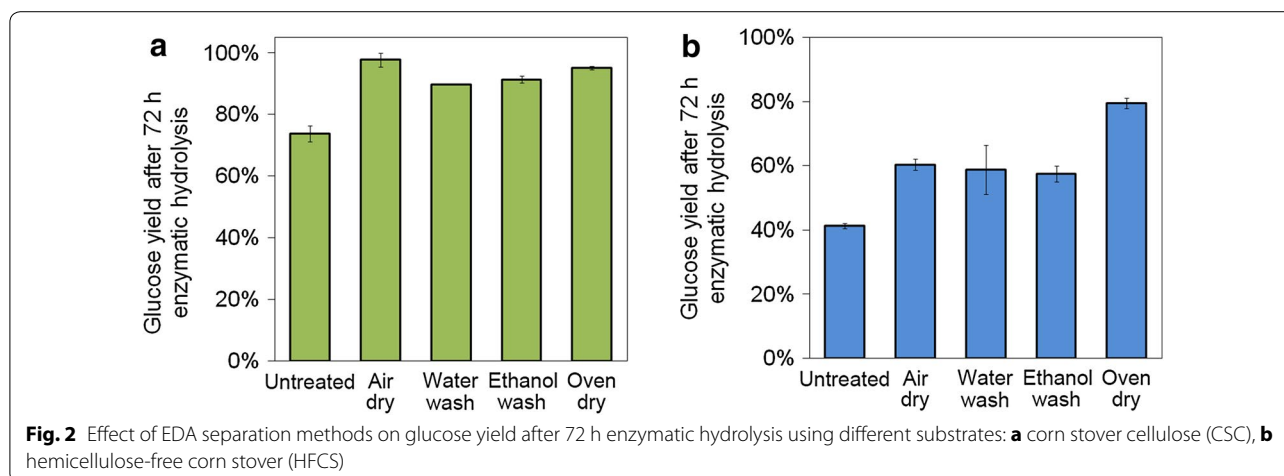 a
Glucose yield after 72 h
enzymatic hydrolysis
100%
80%
60%
40%
20%
0%
Untreated Air dry Water wash Ethanol wash Oven dry
b
Glucose yield after 72 h
enzymatic hydrolysis
100%
80%
60%
40%
20%
0%
Untreated Air dry Water wash Ethanol wash Oven dry
Fig. 2 Effect of EDA separation methods on glucose yield after 72 h enzymatic hydrolysis using different substrates: a corn stover cellulose (CSC), b
hemicellulose-free corn stover (HFCS)